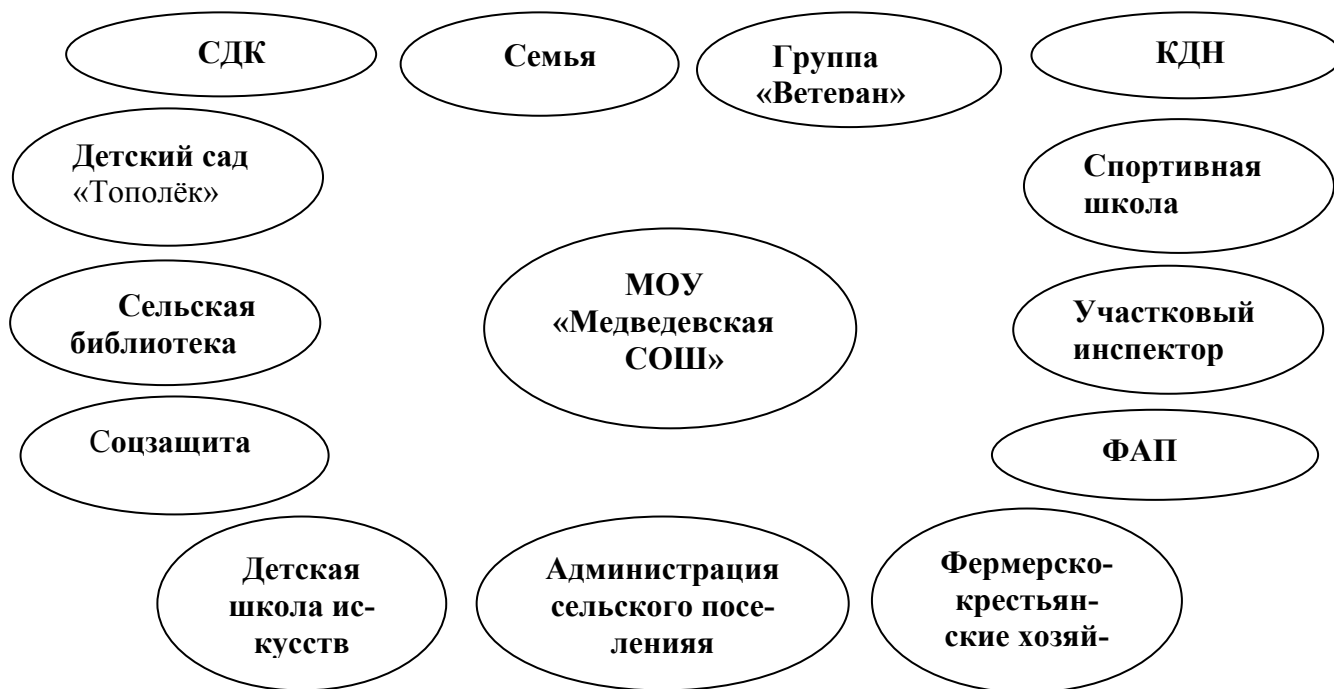 СДК
Семья
Группа
«Ветеран»
КДН
Детский сад
«Тополёк»
Спортивная
школа
МОУ
«Медведевская
СОШ»
Сельская
библиотека
Участковый
инспектор
Соцзащита
ФАП
Детская
школа ис-
кусств
Администрация
сельского посе-
ленияя
Фермерско-
крестьян-
ские хозяй-